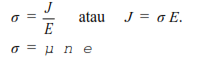 σ = J/E atau J = σ E.
σ = μ n e